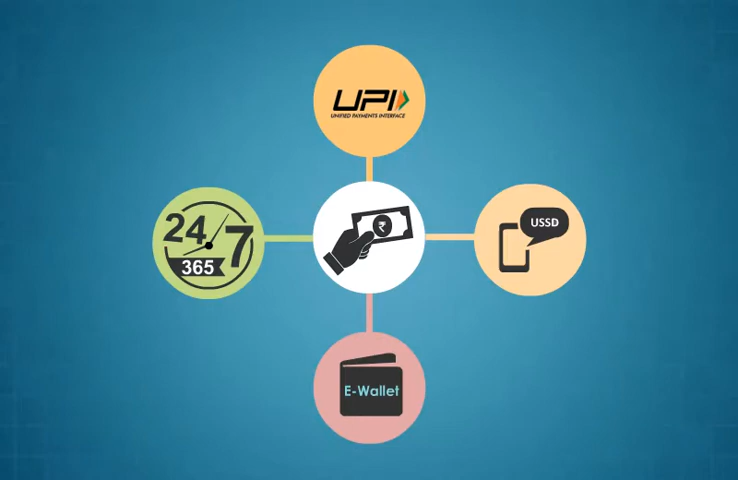 UPI
UNIFIED PAYMENTS INTERFACE
24
7
365
₹
USSD
E-Wallet